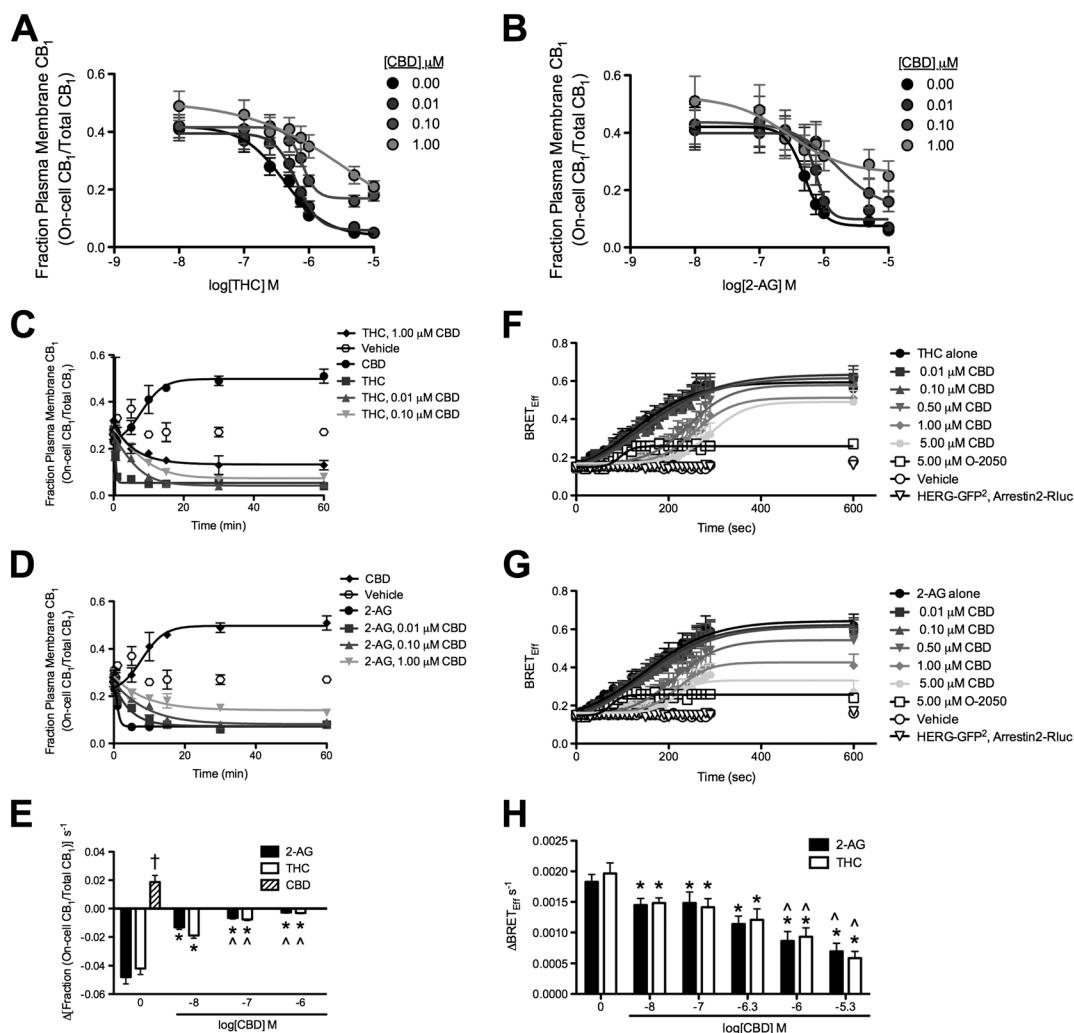 A
Fraction Plasma Membrane CB1
(On-cell CB1/Total CB1)
0.6
0.4
0.2
0.0
-9
-8
-7
-6
-5
log[THC] M
[CBD] µM
0.00
0.01
0.10
1.00
B
Fraction Plasma Membrane CB1
(On-cell CB1/Total CB1)
0.6
0.4
0.2
0.0
-9
-8
-7
-6
-5
log[2-AG] M
[CBD] µM
0.00
0.01
0.10
1.00
C
Fraction Plasma Membrane CB1
(On-cell CB1/Total CB1)
0.6
0.4
0.2
0.0
0
20
40
60
Time (min)
THC, 1.00 µM CBD
Vehicle
CBD
THC
THC, 0.01 µM CBD
THC, 0.10 µM CBD
F
BRETEff
0.8
0.6
0.4
0.2
0.0
0
200
400
600
Time (sec)
THC alone
0.01 µM CBD
0.10 µM CBD
0.50 µM CBD
1.00 µM CBD
5.00 µM CBD
5.00 µM O-2050
Vehicle
HERG-GFP², Arrestin2-Rluc
D
Fraction Plasma Membrane CB1
(On-cell CB1/Total CB1)
0.6
0.4
0.2
0.0
0
20
40
60
Time (min)
CBD
Vehicle
2-AG
2-AG, 0.01 µM CBD
2-AG, 0.10 µM CBD
2-AG, 1.00 µM CBD
G
BRETEff
0.8
0.6
0.4
0.2
0.0
0
200
400
600
Time (sec)
2-AG alone
0.01 µM CBD
0.10 µM CBD
0.50 µM CBD
1.00 µM CBD
5.00 µM CBD
5.00 µM O-2050
Vehicle
HERG-GFP², Arrestin2-Rluc
E
Δ[Fraction (On-cell CB1/Total CB1)] s⁻¹
0.04
0.02
0.00
-0.02
-0.04
-0.06
2-AG
THC
CBD
†
* * * * * *
^ ^ ^ ^
0
-8
-7
-6
log[CBD] M
H
ΔBRETEff s⁻¹
0.0025
0.0020
0.0015
0.0010
0.0005
0.0000
2-AG
THC
^ ^ ^ ^
* * * * * * * * * *
0
-8
-7
-6.3
-6
-5.3
log[CBD] M